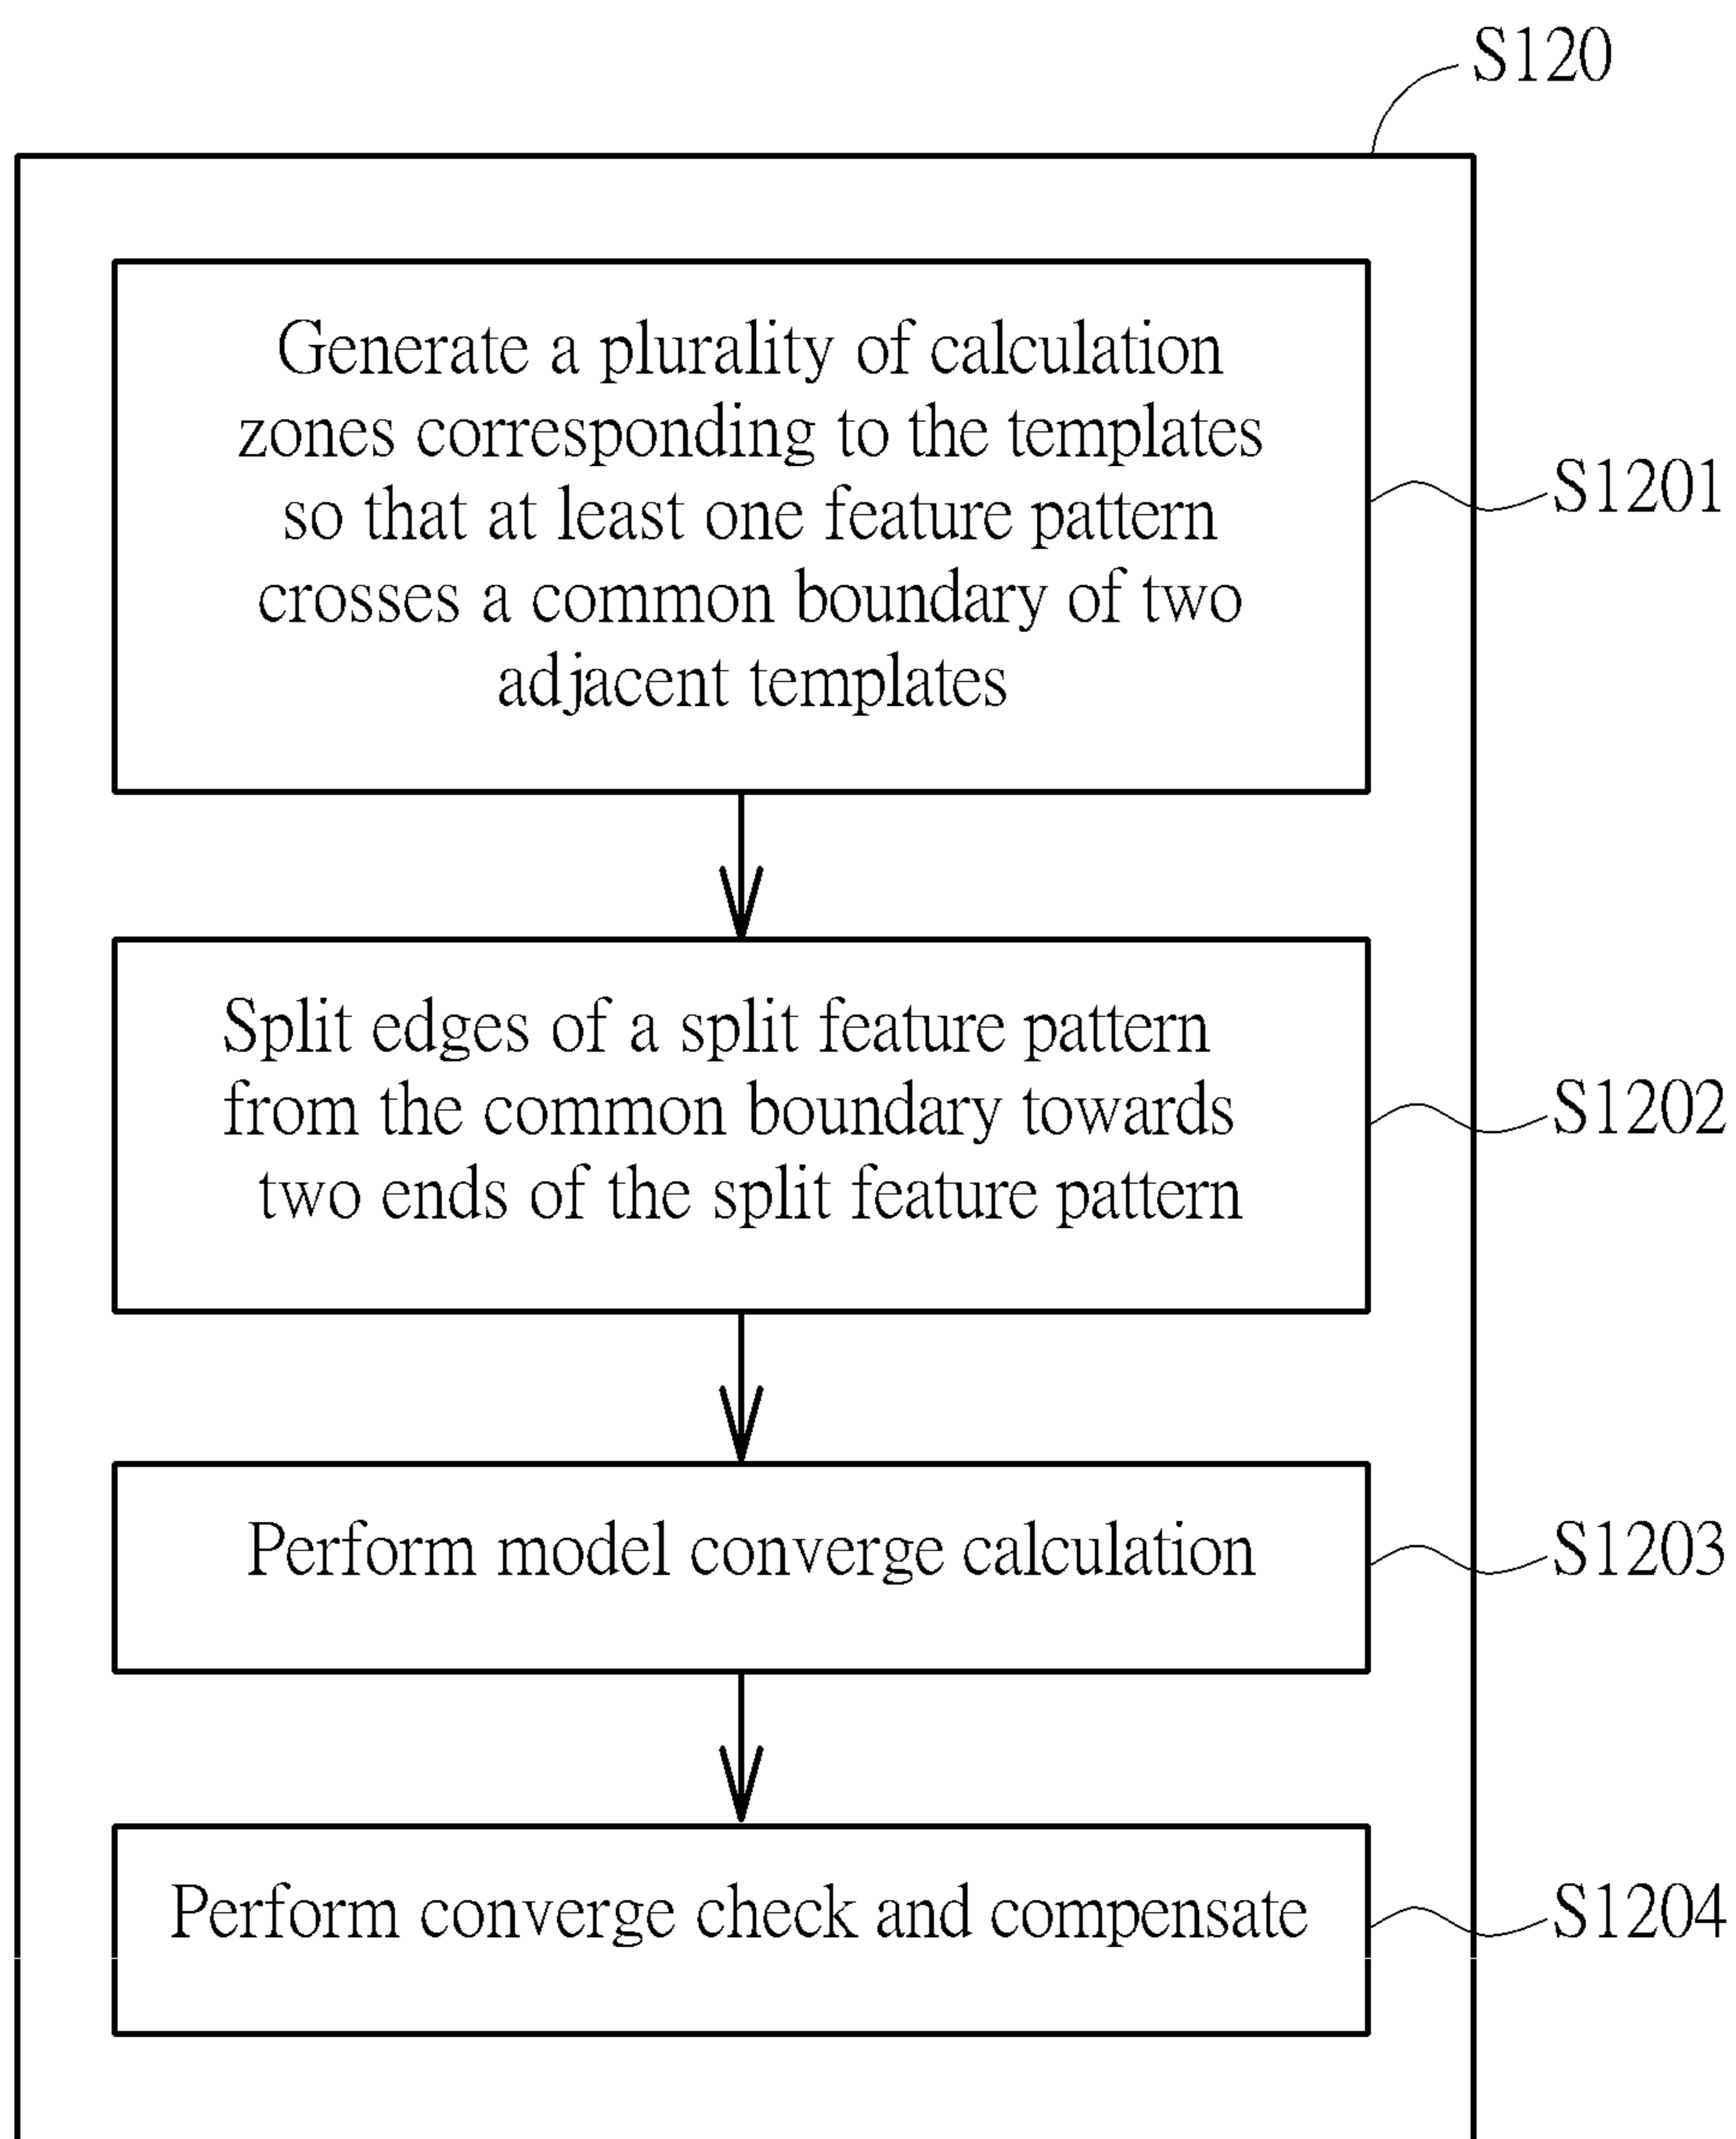 S120
Generate a plurality of calculation
zones corresponding to the templates
so that at least one feature pattern
crosses a common boundary of two
adjacent templates
S1201
Split edges of a split feature pattern
from the common boundary towards
two ends of the split feature pattern
S1202
Perform model converge calculation
S1203
Perform converge check and compensate
S1204